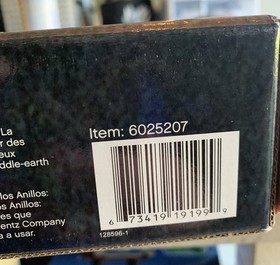 La
r des
eux
ddle-earth
Item: 6025207
los Anillos:
s Anillos:
es que
entz Company
a a usar.
6 73419 19199 9
128596-1